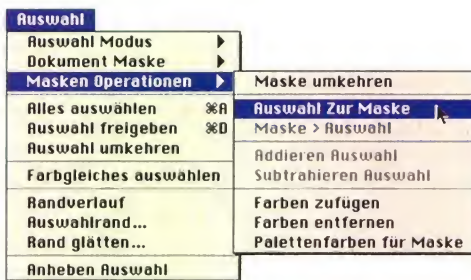 Auswahl
Auswahl Modus
Dokument Maske
Masken Operationen
Alles auswählen ⌘A
Auswahl freigeben ⌘D
Auswahl umkehren
Farbgleiches auswählen
Randverlauf
Auswahlrand...
Rand glätten...
Anheben Auswahl
Maske umkehren
Auswahl Zur Maske
Maske > Auswahl
Addieren Auswahl
Subtrahieren Auswahl
Farben zufügen
Farben entfernen
Palettenfarben für Maske